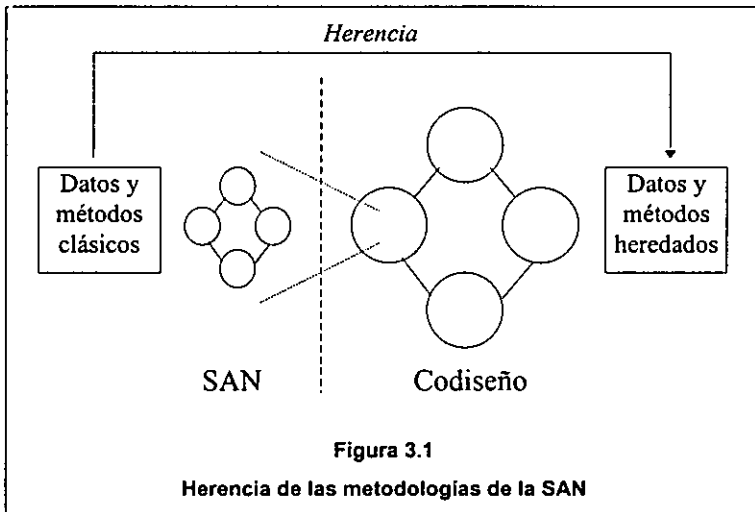 Herencia
Datos y
métodos
clásicos
Datos y
métodos
heredados
SAN
Codiseño
Figura 3.1
Herencia de las metodologías de la SAN